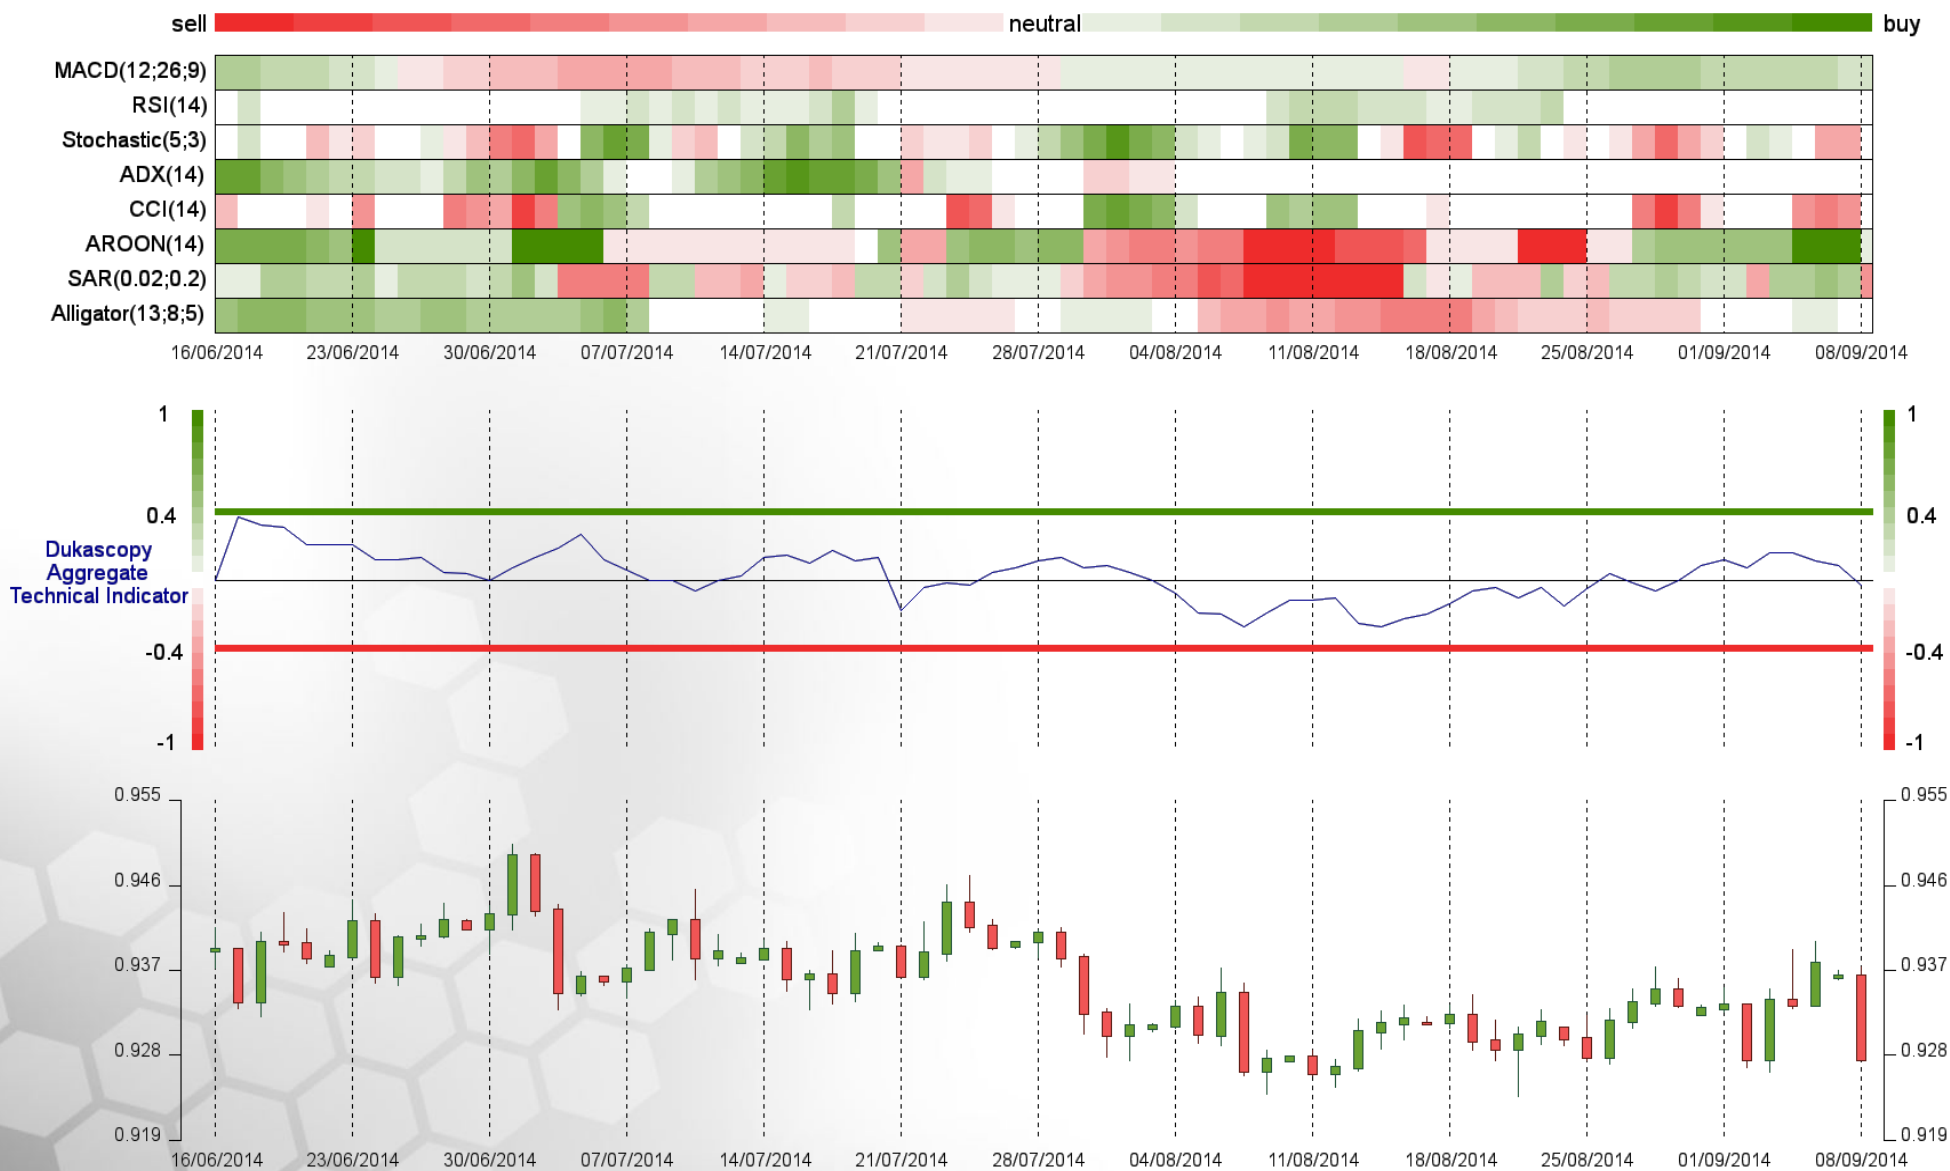 sell neutral buy
MACD(12;26;9)
RSI(14)
Stochastic(5;3)
ADX(14)
CCI(14)
AROON(14)
SAR(0.02;0.2)
Alligator(13;8;5)
16/06/2014 23/06/2014 30/06/2014 07/07/2014 14/07/2014 21/07/2014 28/07/2014 04/08/2014 11/08/2014 18/08/2014 25/08/2014 01/09/2014 08/09/2014
1 1
0.4 0.4
Dukascopy
Aggregate
Technical Indicator
-0.4 -0.4
-1 -1
0.955 0.955
0.946 0.946
0.937 0.937
0.928 0.928
0.919 0.919
16/06/2014 23/06/2014 30/06/2014 07/07/2014 14/07/2014 21/07/2014 28/07/2014 04/08/2014 11/08/2014 18/08/2014 25/08/2014 01/09/2014 08/09/2014